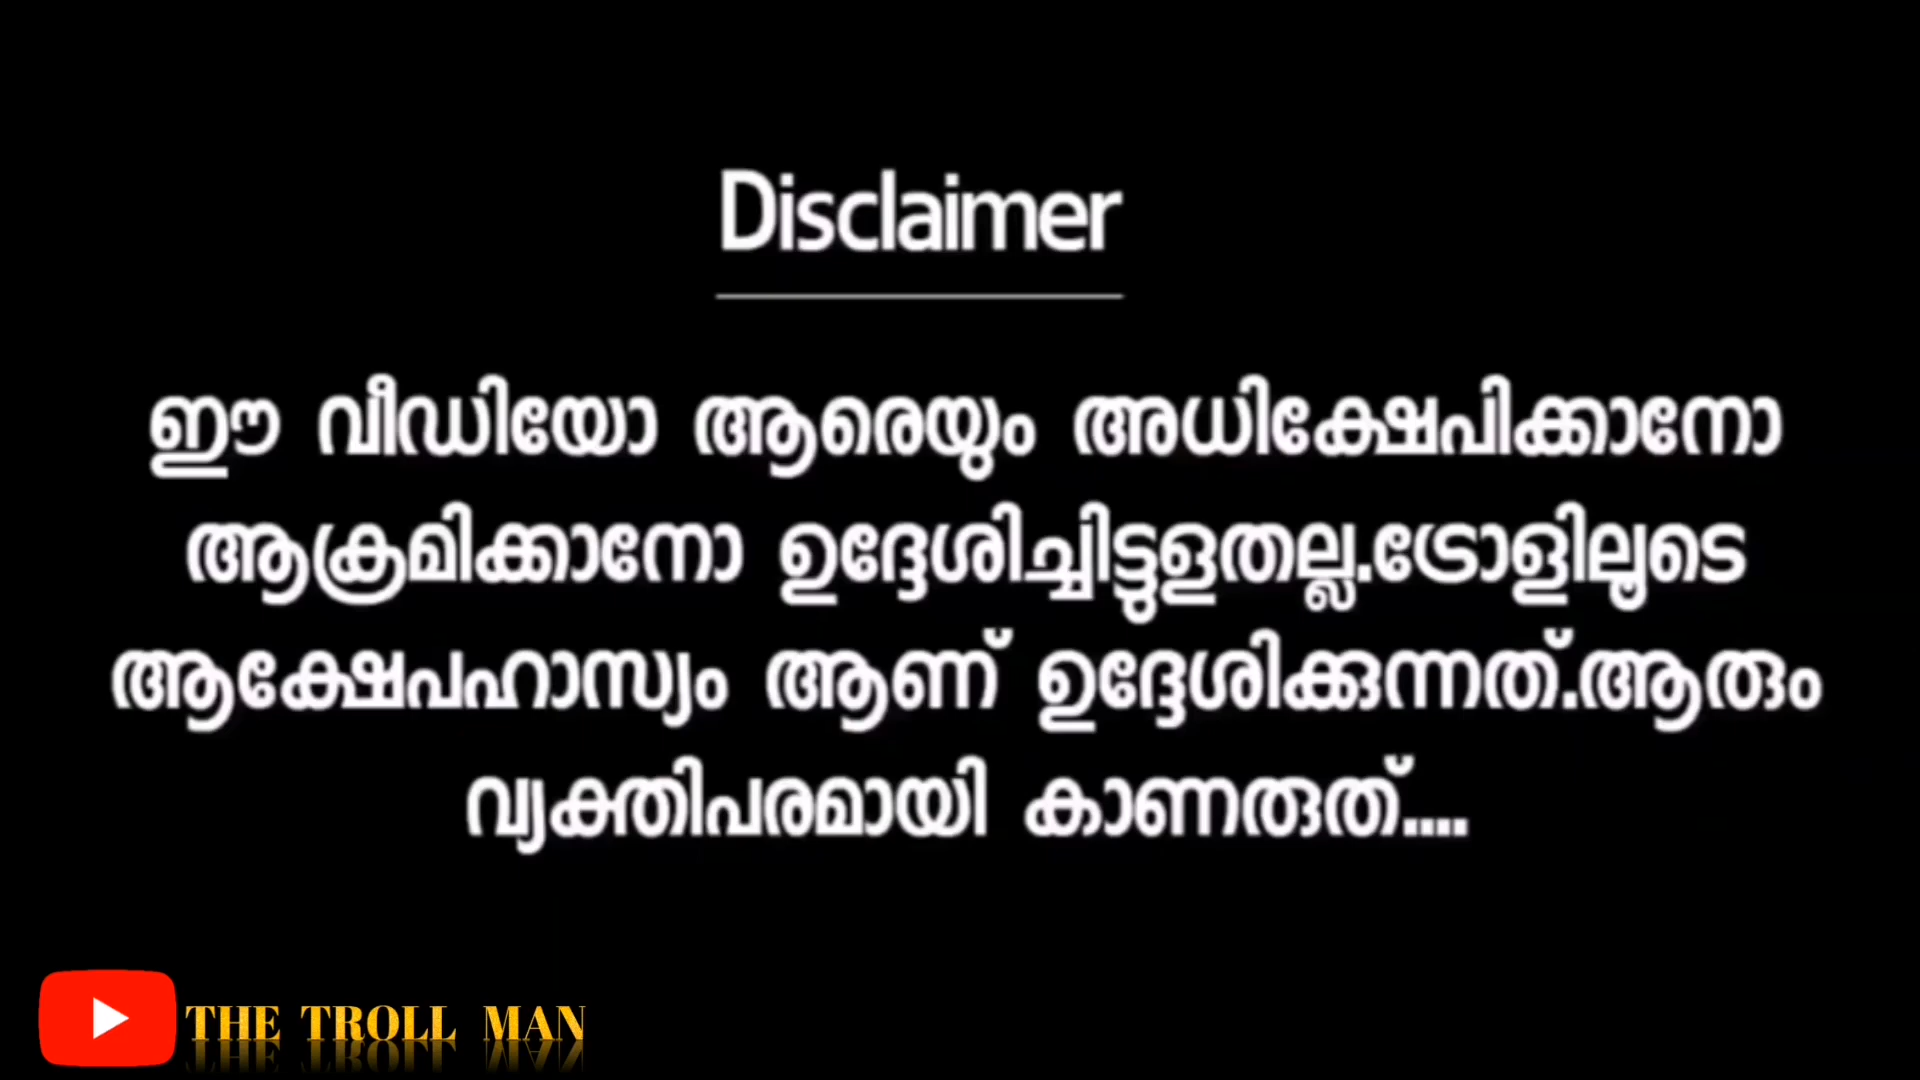 Disclaimer
ഈ വീഡിയോ ആരെയും അധിക്ഷേപിക്കാനോ
ആക്രമിക്കാനോ ഉദ്ദേശിച്ചിട്ടുളതല്ല.ട്രോളിലൂടെ
ആക്ഷേപഹാസ്യം ആണ് ഉദ്ദേശിക്കുന്നത്.ആരും
വ്യക്തിപരമായി കാണരുത്....
THE TROLL MAN